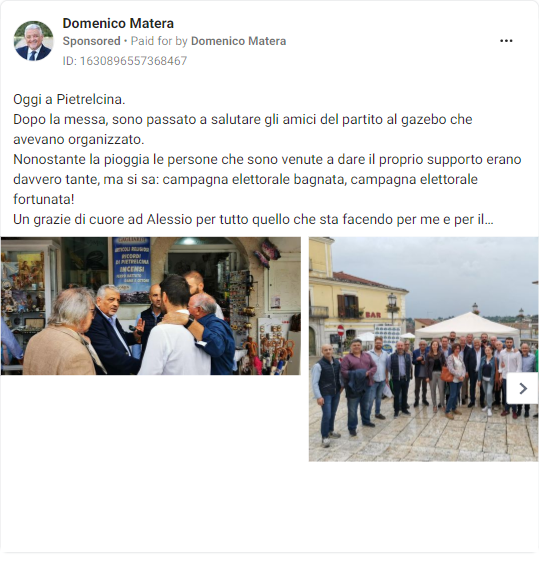 Domenico Matera
Sponsored • Paid for by Domenico Matera
ID: 1630896557368467
Oggi a Pietrelcina.
Dopo la messa, sono passato a salutare gli amici del partito al gazebo che
avevano organizzato.
Nonostante la pioggia le persone che sono venute a dare il proprio supporto erano
davvero tante, ma si sa: campagna elettorale bagnata, campagna elettorale
fortunata!
Un grazie di cuore ad Alessio per tutto quello che sta facendo per me e per il...
ARTICOLI RELIGIOSI
RICORDI
DI PIETRELCINA
INCENSI
BAR